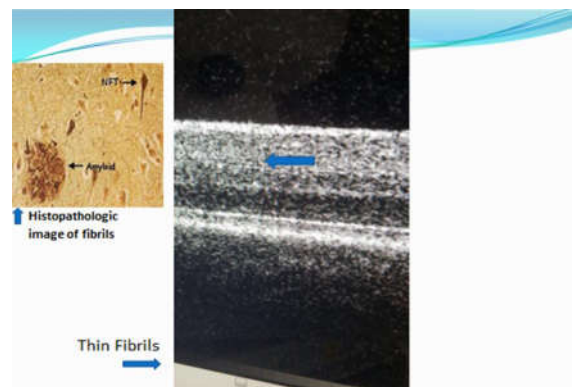 NFT
Amyloid
Histopathologic
image of fibrils
Thin Fibrils